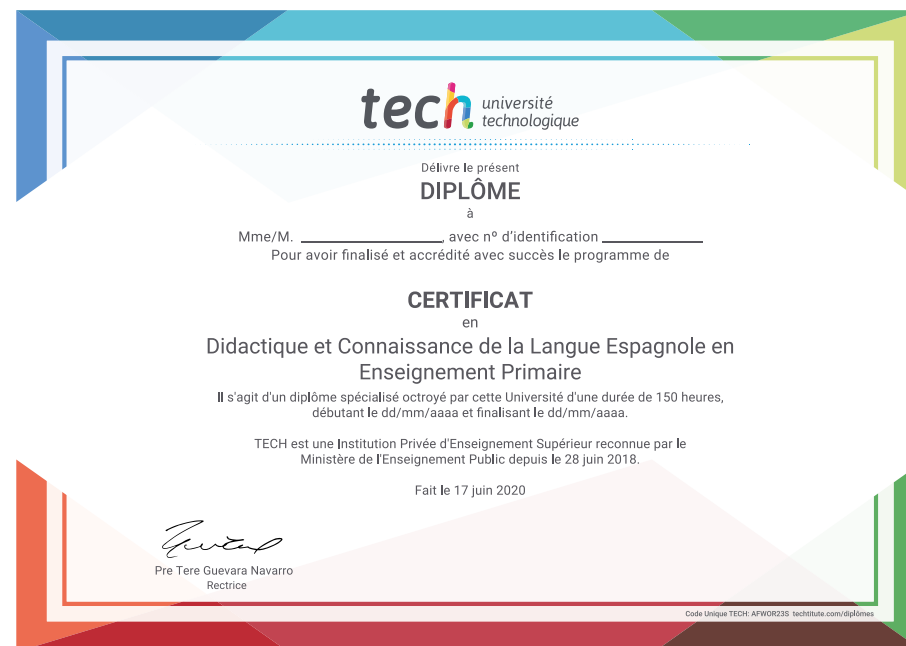 tech université
technologique
Délivre le présent
DIPLÔME
à
Mme/M. ____________________, avec nº d'identification ______________
Pour avoir finalisé et accrédité avec succès le programme de
CERTIFICAT
en
Didactique et Connaissance de la Langue Espagnole en
Enseignement Primaire
Il s'agit d'un diplôme spécialisé octroyé par cette Université d'une durée de 150 heures,
débutant le dd/mm/aaaa et finalisant le dd/mm/aaaa.
TECH est une Institution Privée d'Enseignement Supérieur reconnue par le
Ministère de l'Enseignement Public depuis le 28 juin 2018.
Fait le 17 juin 2020
Pre Tere Guevara Navarro
Rectrice
Code Unique TECH: AFWOR23S techtitute.com/diplômes